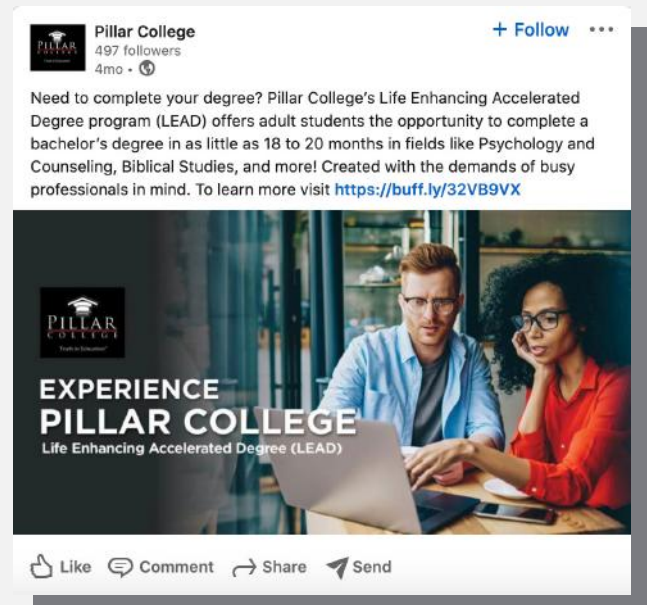 Pillar College
497 followers
4mo •
+ Follow
Need to complete your degree? Pillar College's Life Enhancing Accelerated
Degree program (LEAD) offers adult students the opportunity to complete a
bachelor's degree in as little as 18 to 20 months in fields like Psychology and
Counseling, Biblical Studies, and more! Created with the demands of busy
professionals in mind. To learn more visit https://buff.ly/32VB9VX
PILLAR
COLLEGE
Truth in Education
EXPERIENCE
PILLAR COLLEGE
Life Enhancing Accelerated Degree (LEAD)
Like Comment Share Send